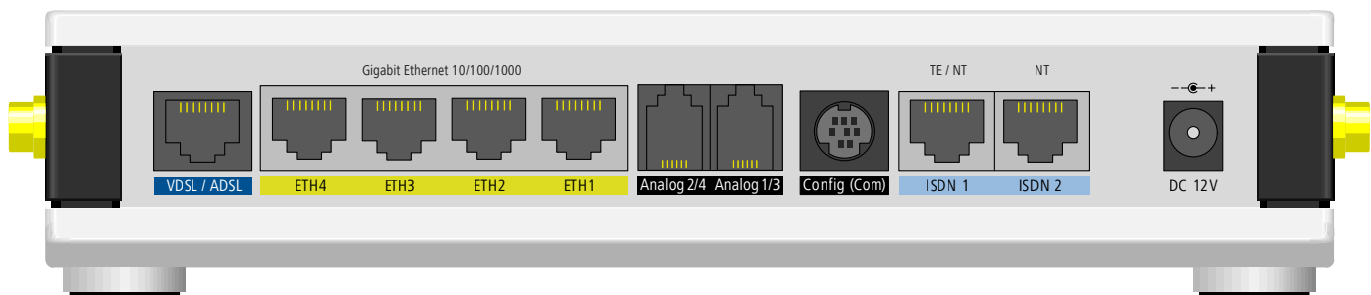 Gigabit Ethernet 10/100/1000
TE / NT
NT
VDSL / ADSL
ETH4
ETH3
ETH2
ETH1
Analog 2/4
Analog 1/3
Config (Com)
ISDN 1
ISDN 2
DC 12V